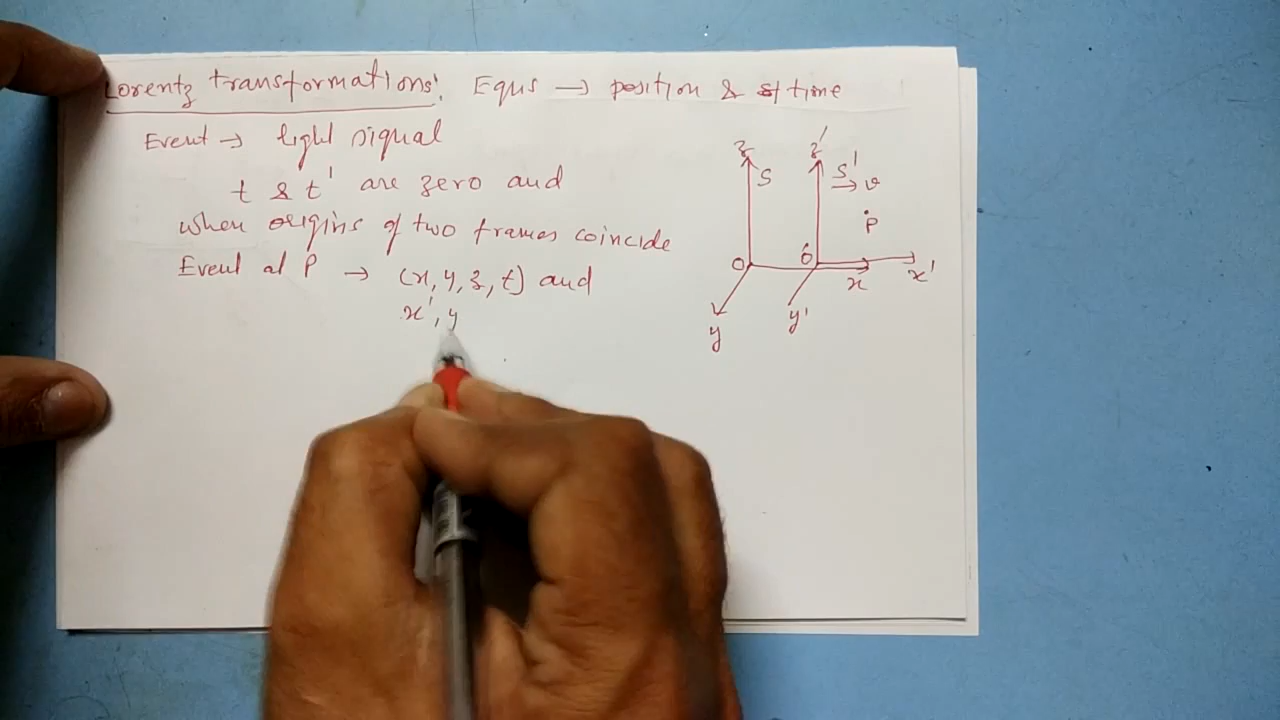 Lorentz transformations: Equs → position & time
Event → light signal
t & t' are zero and
when origins of two frames coincide
Event at P → (x, y, z, t) and
x', y
z z'
S S' → v
P
O O'
x x'
y y'